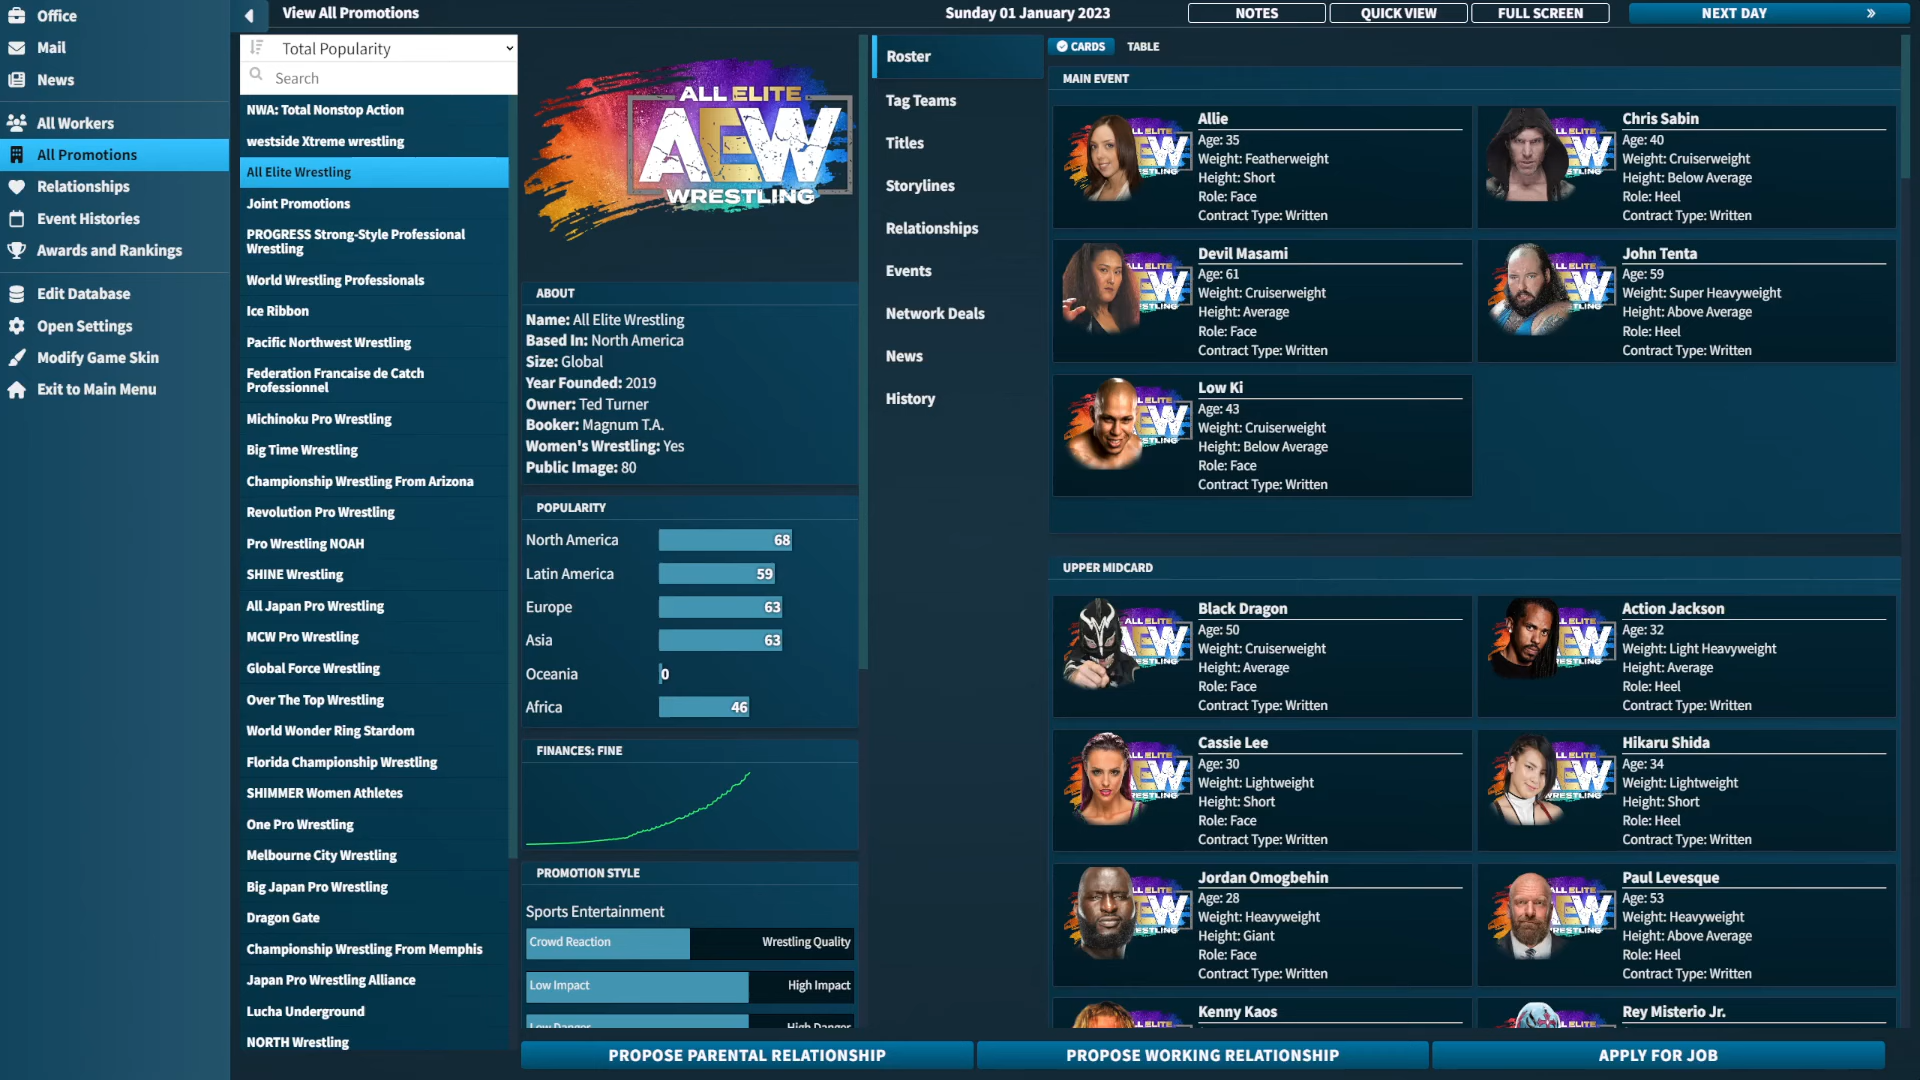 Office
Mail
News
All Workers
All Promotions
Relationships
Event Histories
Awards and Rankings
Edit Database
Open Settings
Modify Game Skin
Exit to Main Menu
View All Promotions
Sunday 01 January 2023
NOTES
QUICK VIEW
FULL SCREEN
NEXT DAY
Total Popularity
Search
NWA: Total Nonstop Action
westside Xtreme wrestling
All Elite Wrestling
Joint Promotions
PROGRESS Strong-Style Professional
Wrestling
World Wrestling Professionals
Ice Ribbon
Pacific Northwest Wrestling
Federation Francaise de Catch
Professionnel
Michinoku Pro Wrestling
Big Time Wrestling
Championship Wrestling From Arizona
Revolution Pro Wrestling
Pro Wrestling NOAH
SHINE Wrestling
All Japan Pro Wrestling
MCW Pro Wrestling
Global Force Wrestling
Over The Top Wrestling
World Wonder Ring Stardom
Florida Championship Wrestling
SHIMMER Women Athletes
One Pro Wrestling
Melbourne City Wrestling
Big Japan Pro Wrestling
Dragon Gate
Championship Wrestling From Memphis
Japan Pro Wrestling Alliance
Lucha Underground
NORTH Wrestling
ALL ELITE
AEW
WRESTLING
ABOUT
Name: All Elite Wrestling
Based In: North America
Size: Global
Year Founded: 2019
Owner: Ted Turner
Booker: Magnum T.A.
Women's Wrestling: Yes
Public Image: 80
POPULARITY
North America 68
Latin America 59
Europe 63
Asia 63
Oceania 0
Africa 46
FINANCES: FINE
PROMOTION STYLE
Sports Entertainment
Crowd Reaction Wrestling Quality
Low Impact High Impact
Low Danger High Danger
Roster
Tag Teams
Titles
Storylines
Relationships
Events
Network Deals
News
History
CARDS
TABLE
MAIN EVENT
Allie
Age: 35
Weight: Featherweight
Height: Short
Role: Face
Contract Type: Written
Chris Sabin
Age: 40
Weight: Cruiserweight
Height: Below Average
Role: Heel
Contract Type: Written
Devil Masami
Age: 61
Weight: Cruiserweight
Height: Average
Role: Face
Contract Type: Written
John Tenta
Age: 59
Weight: Super Heavyweight
Height: Above Average
Role: Heel
Contract Type: Written
Low Ki
Age: 43
Weight: Cruiserweight
Height: Below Average
Role: Face
Contract Type: Written
UPPER MIDCARD
Black Dragon
Age: 50
Weight: Cruiserweight
Height: Average
Role: Face
Contract Type: Written
Action Jackson
Age: 32
Weight: Light Heavyweight
Height: Average
Role: Heel
Contract Type: Written
Cassie Lee
Age: 30
Weight: Lightweight
Height: Short
Role: Face
Contract Type: Written
Hikaru Shida
Age: 34
Weight: Lightweight
Height: Short
Role: Heel
Contract Type: Written
Jordan Omogbehin
Age: 28
Weight: Heavyweight
Height: Giant
Role: Face
Contract Type: Written
Paul Levesque
Age: 53
Weight: Heavyweight
Height: Above Average
Role: Heel
Contract Type: Written
Kenny Kaos
Rey Misterio Jr.
PROPOSE PARENTAL RELATIONSHIP
PROPOSE WORKING RELATIONSHIP
APPLY FOR JOB